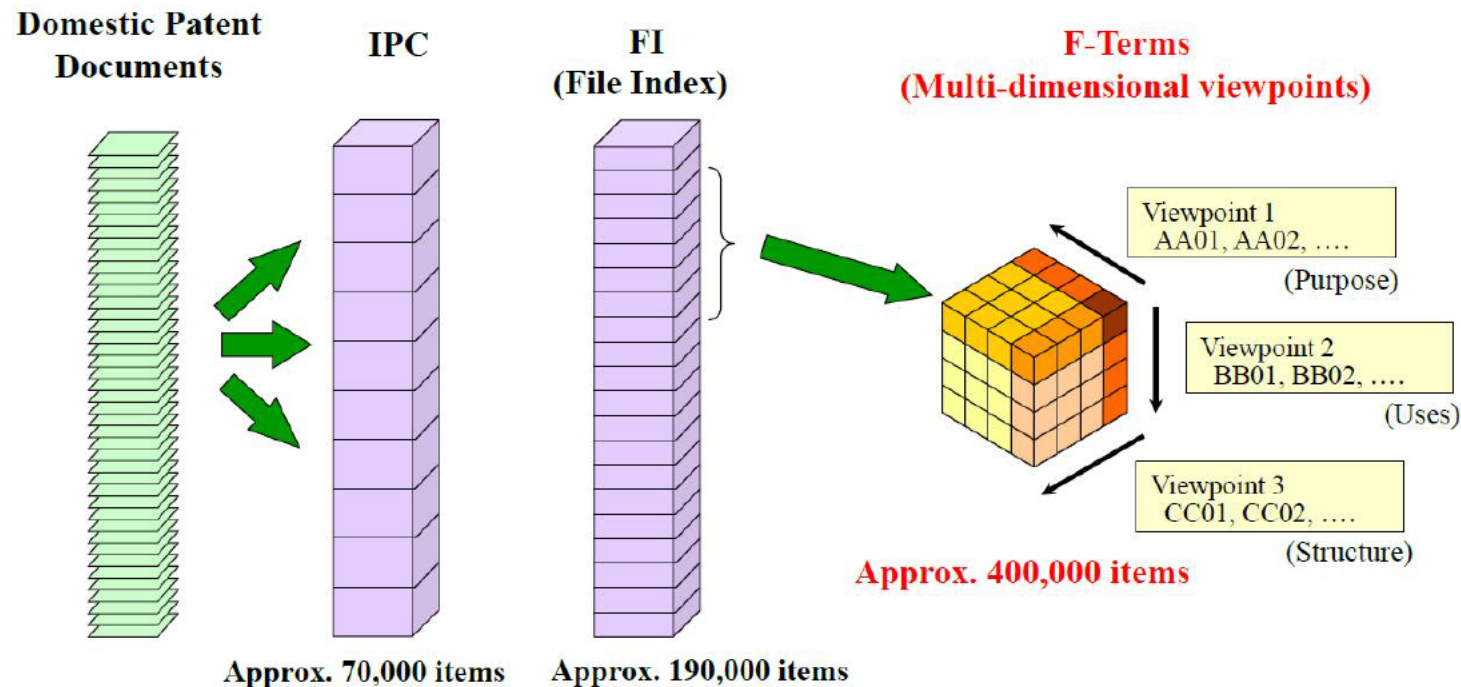 Domestic Patent
Documents
IPC
FI
(File Index)
F-Terms
(Multi-dimensional viewpoints)
Viewpoint 1
AA01, AA02, ....
(Purpose)
Viewpoint 2
BB01, BB02, ....
(Uses)
Viewpoint 3
CC01, CC02, ....
(Structure)
Approx. 400,000 items
Approx. 70,000 items
Approx. 190,000 items